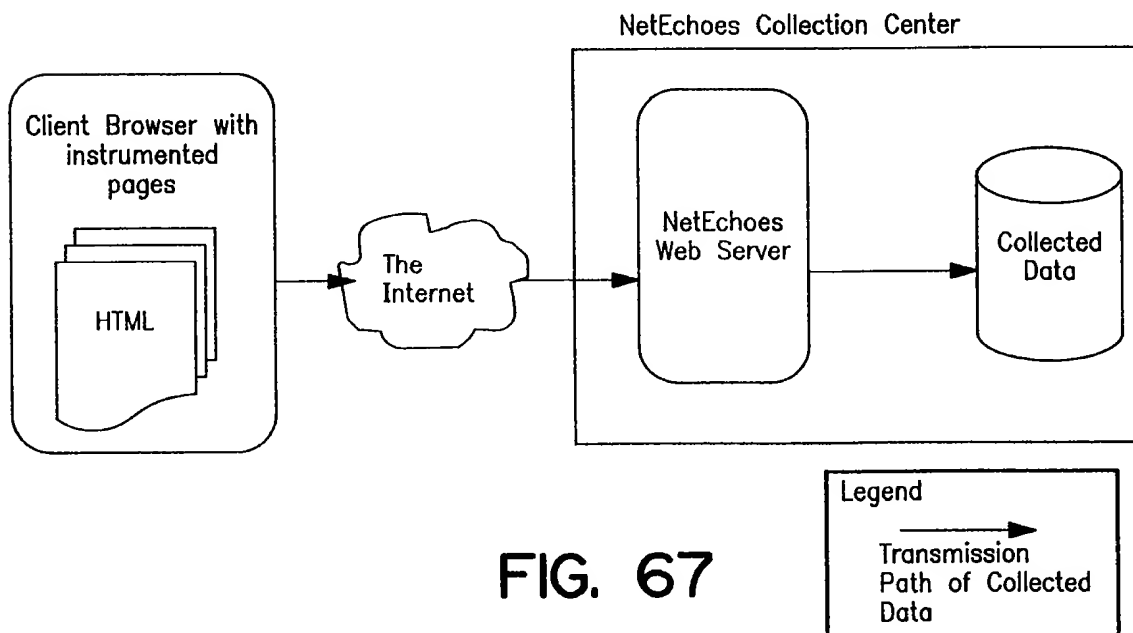 NetEchoes Collection Center
Client Browser with
instrumented
pages
HTML
The
Internet
NetEchoes
Web Server
Collected
Data
Legend
Transmission
Path of Collected
Data
FIG. 67